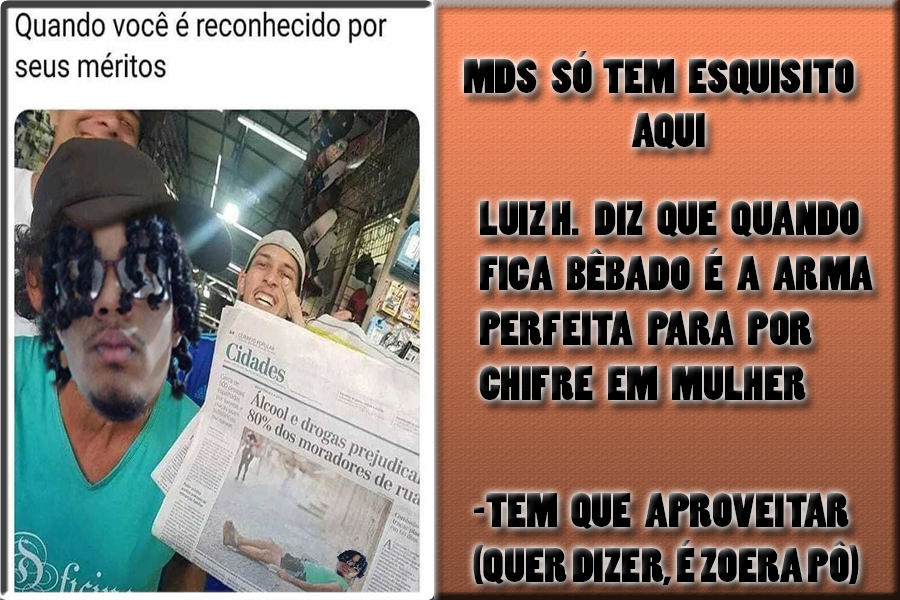 Quando você é reconhecido por
seus méritos
CORREIO POPULAR
Cidades
Álcool e drogas prejudica
80% dos moradores de rua
MDS SÓ TEM ESQUISITO
AQUI
LUIZ H. DIZ QUE QUANDO
FICA BÊBADO É A ARMA
PERFEITA PARA POR
CHIFRE EM MULHER
-TEM QUE APROVEITAR
(QUER DIZER, É ZOERA PÔ)